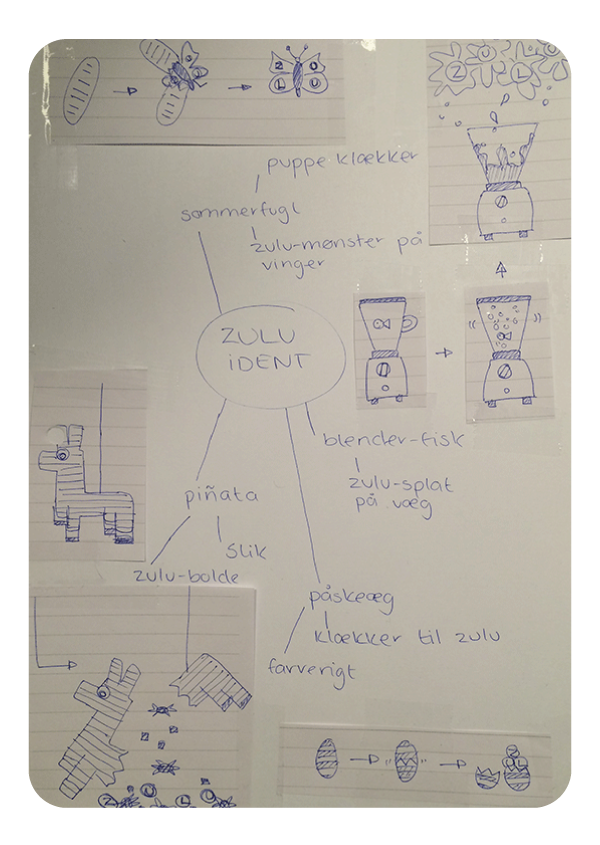 Z U
L U
Z U L U
puppe klækker
sommerfugl
zulu-mønster på
vinger
ZULU
iDENT
blender-fisk
zulu-splat
på væg
piñata
slik
zulu-bolde
påskeæg
klækker til zulu
farverigt